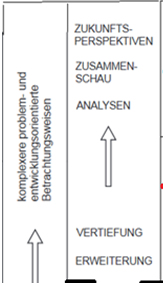 komplexere problem- und
entwicklungsorientierte
Betrachtungsweisen
ZUKUNFTS-
PERSPEKTIVEN
ZUSAMMEN-
SCHAU
ANALYSEN
VERTIEFUNG
ERWEITERUNG